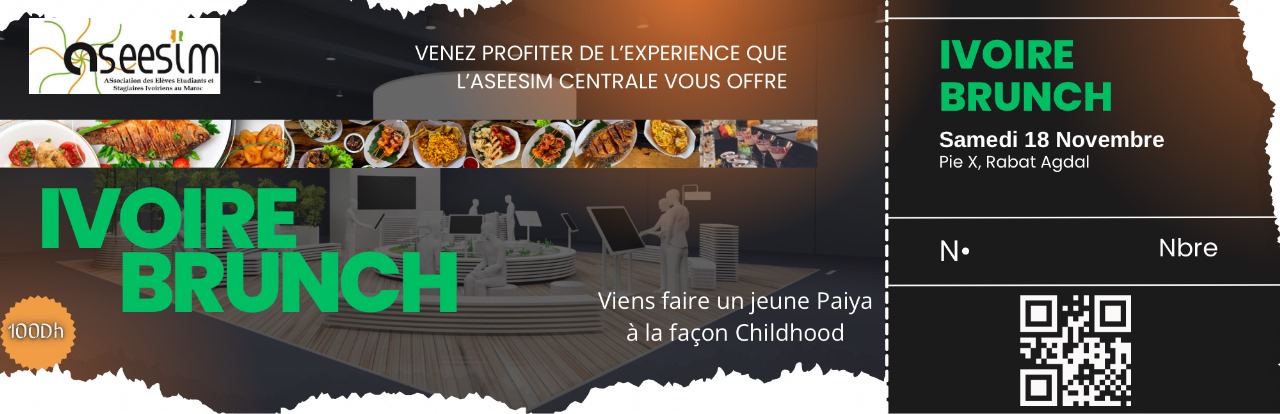 aseesim
ASsociation des Elèves Etudiants et
Stagiaires Ivoiriens au Maroc
VENEZ PROFITER DE L’EXPERIENCE QUE
L’ASEESIM CENTRALE VOUS OFFRE
IVOIRE
BRUNCH
100Dh
Viens faire un jeune Paiya
à la façon Childhood
IVOIRE
BRUNCH
Samedi 18 Novembre
Pie X, Rabat Agdal
N•
Nbre